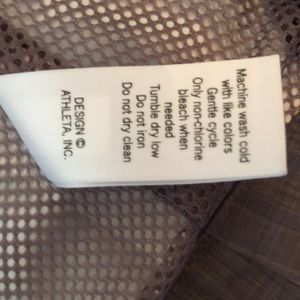 Machine wash cold
with like colors
Gentle cycle
Only non-chlorine
bleach when
needed
Tumble dry low
Do not iron
Do not dry clean
DESIGN ©
ATHLETA, INC.